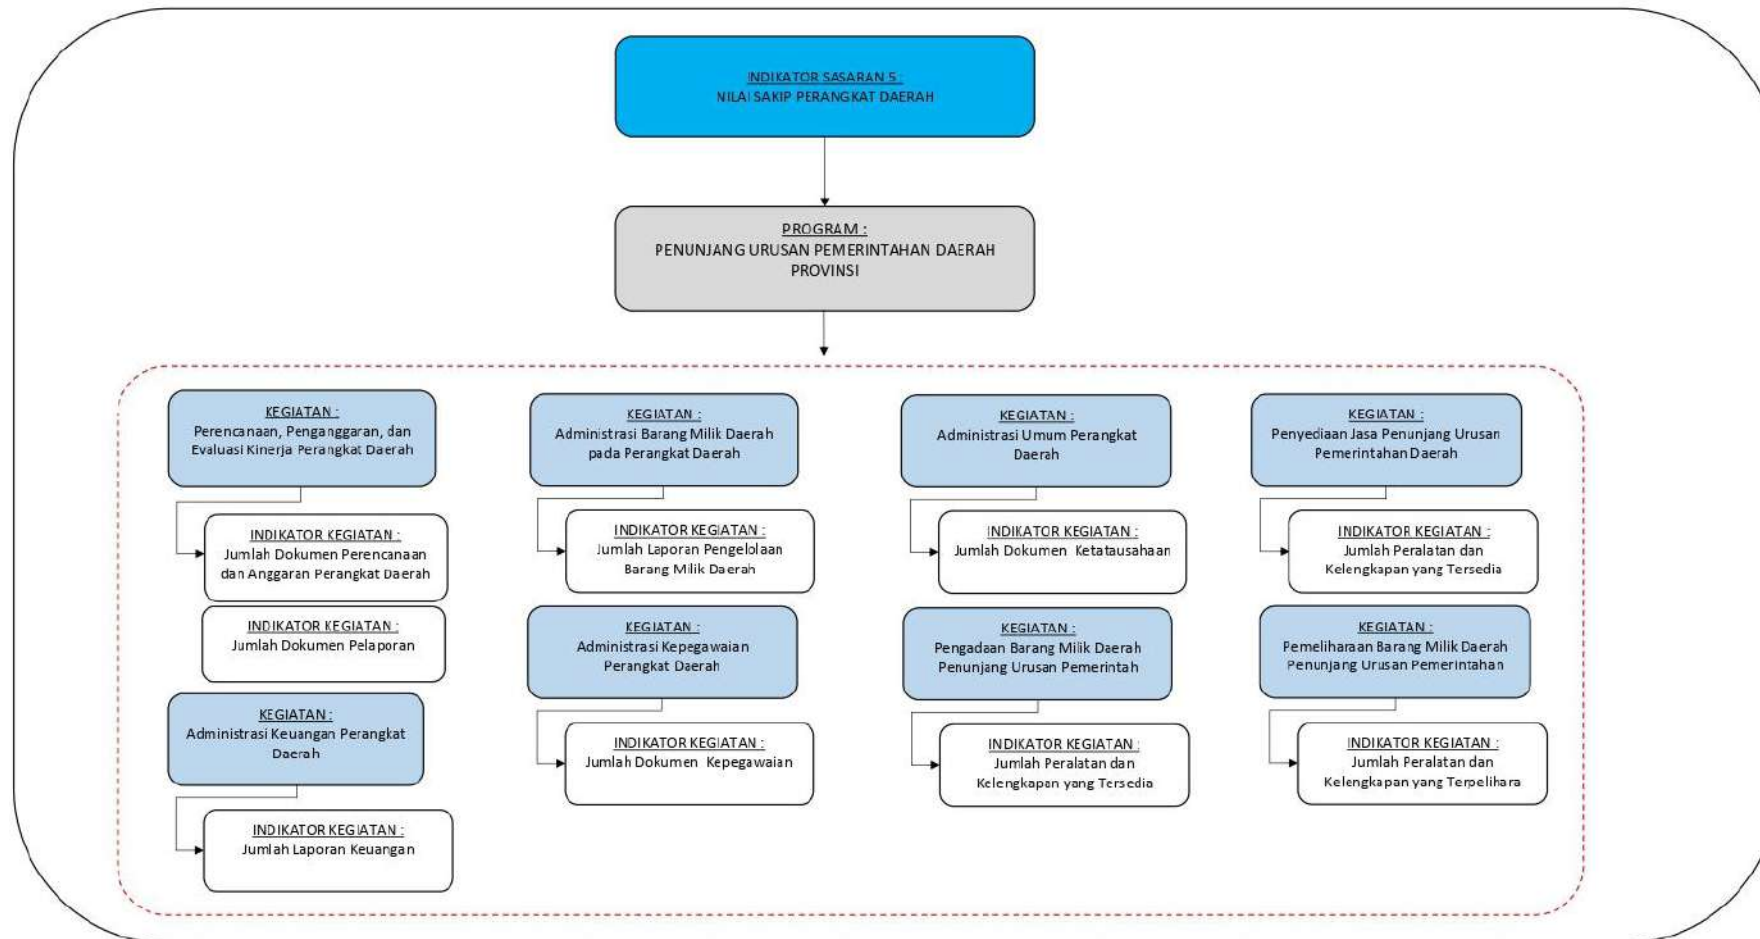 INDIKATOR SASARAN 5 :
NILAI SAKIP PERANGKAT DAERAH
PROGRAM :
PENUNJANG URUSAN PEMERINTAHAN DAERAH
PROVINSI
KEGIATAN :
Perencanaan, Penganggaran, dan
Evaluasi Kinerja Perangkat Daerah
INDIKATOR KEGIATAN :
Jumlah Dokumen Perencanaan
dan Anggaran Perangkat Daerah
INDIKATOR KEGIATAN :
Jumlah Dokumen Pelaporan
KEGIATAN :
Administrasi Keuangan Perangkat
Daerah
INDIKATOR KEGIATAN :
Jumlah Laporan Keuangan
KEGIATAN :
Administrasi Barang Milik Daerah
pada Perangkat Daerah
INDIKATOR KEGIATAN :
Jumlah Laporan Pengelolaan
Barang Milik Daerah
KEGIATAN :
Administrasi Kepegawaian
Perangkat Daerah
INDIKATOR KEGIATAN :
Jumlah Dokumen Kepegawaian
KEGIATAN :
Administrasi Umum Perangkat
Daerah
INDIKATOR KEGIATAN :
Jumlah Dokumen Ketatausahaan
KEGIATAN :
Pengadaan Barang Milik Daerah
Penunjang Urusan Pemerintah
INDIKATOR KEGIATAN :
Jumlah Peralatan dan
Kelengkapan yang Tersedia
KEGIATAN :
Penyediaan Jasa Penunjang Urusan
Pemerintahan Daerah
INDIKATOR KEGIATAN :
Jumlah Peralatan dan
Kelengkapan yang Tersedia
KEGIATAN :
Pemeliharaan Barang Milik Daerah
Penunjang Urusan Pemerintahan
INDIKATOR KEGIATAN :
Jumlah Peralatan dan
Kelengkapan yang Terpelihara